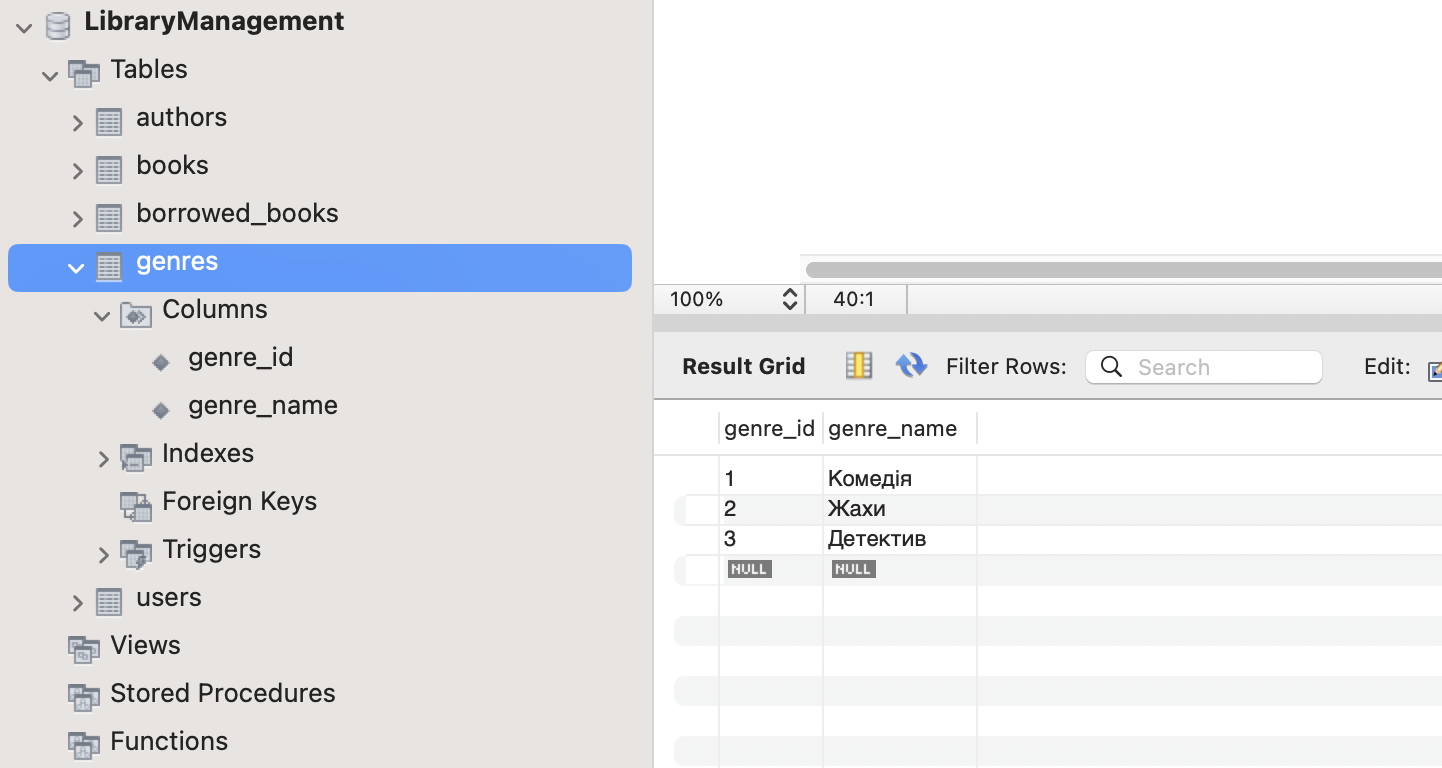 LibraryManagement
Tables
authors
books
borrowed_books
genres
Columns
genre_id
genre_name
Indexes
Foreign Keys
Triggers
users
Views
Stored Procedures
Functions
100% 40:1
Result Grid Filter Rows: Search Edit:
genre_id genre_name
1 Комедія
2 Жахи
3 Детектив
NULL NULL